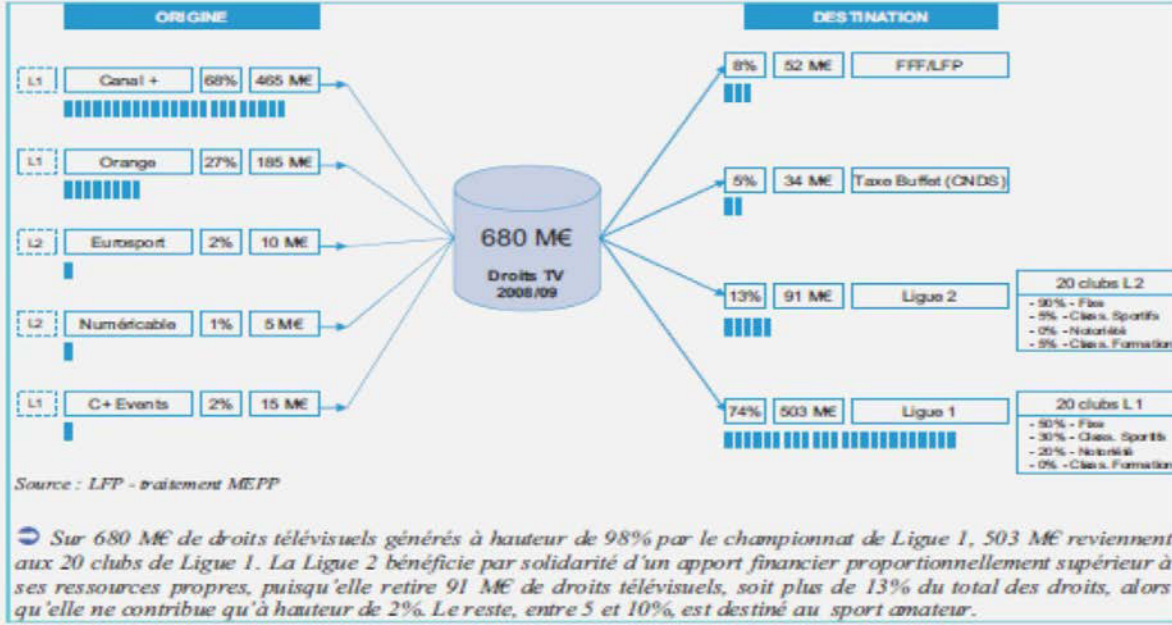 ORIGINE
L1 Canal + 68% 465 M€
L1 Orange 27% 185 M€
L2 Eurosport 2% 10 M€
L2 Numéricable 1% 5 M€
L1 C+ Events 2% 15 M€
680 M€
Droits TV
2008/09
DESTINATION
8% 52 M€ FFF/LFP
5% 34 M€ Taxe Buffet (CNDS)
13% 91 M€ Ligue 2
20 clubs L2
- 90% - Fixe
- 5% - Class. Sportifs
- 0% - Notoriété
- 5% - Class. Formation
74% 503 M€ Ligue 1
20 clubs L1
- 50% - Fixe
- 30% - Class. Sportifs
- 20% - Notoriété
- 0% - Class. Formation
Source : LFP - traitement MEPP
Sur 680 M€ de droits télévisuels générés à hauteur de 98% par le championnat de Ligue 1, 503 M€ reviennent
aux 20 clubs de Ligue 1. La Ligue 2 bénéficie par solidarité d'un apport financier proportionnellement supérieur à
ses ressources propres, puisqu'elle retire 91 M€ de droits télévisuels, soit plus de 13% du total des droits, alors
qu'elle ne contribue qu'à hauteur de 2%. Le reste, entre 5 et 10%, est destiné au sport amateur.